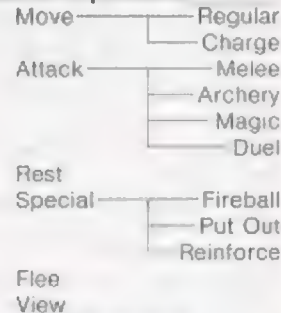 Move Regular
Charge
Attack Melee
Archery
Magic
Duel
Rest
Special Fireball
Put Out
Reinforce
Flee
View